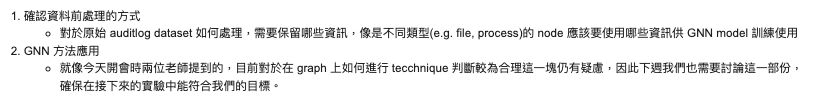 1. 確認資料前處理的方式
對於原始 auditlog dataset 如何處理，需要保留哪些資訊，像是不同類型(e.g. file, process)的 node 應該要使用哪些資訊供 GNN model 訓練使用
2. GNN 方法應用
就像今天開會時兩位老師提到的，目前對於在 graph 上如何進行 tecchnique 判斷較為合理這一塊仍有疑慮，因此下週我們也需要討論這一部份，
確保在接下來的實驗中能符合我們的目標。